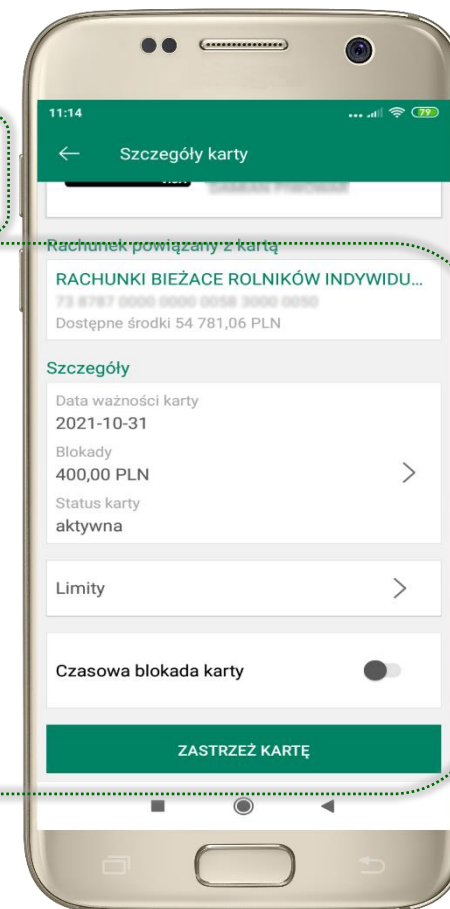 11:14
79
Szczegóły karty
Rachunek powiązany z kartą
RACHUNKI BIEŻACE ROLNIKÓW INDYWIDU...
Dostępne środki 54 781,06 PLN
Szczegóły
Data ważności karty
2021-10-31
Blokady
400,00 PLN
Status karty
aktywna
Limity
Czasowa blokada karty
ZASTRZEŻ KARTĘ